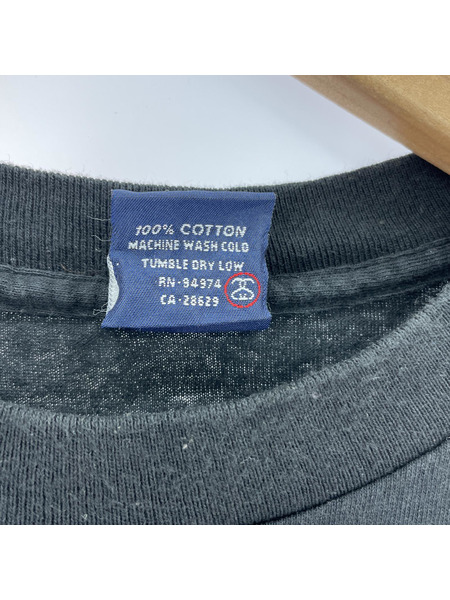 100% COTTON
MACHINE WASH COLD
TUMBLE DRY LOW
RN-94974
CA-28629